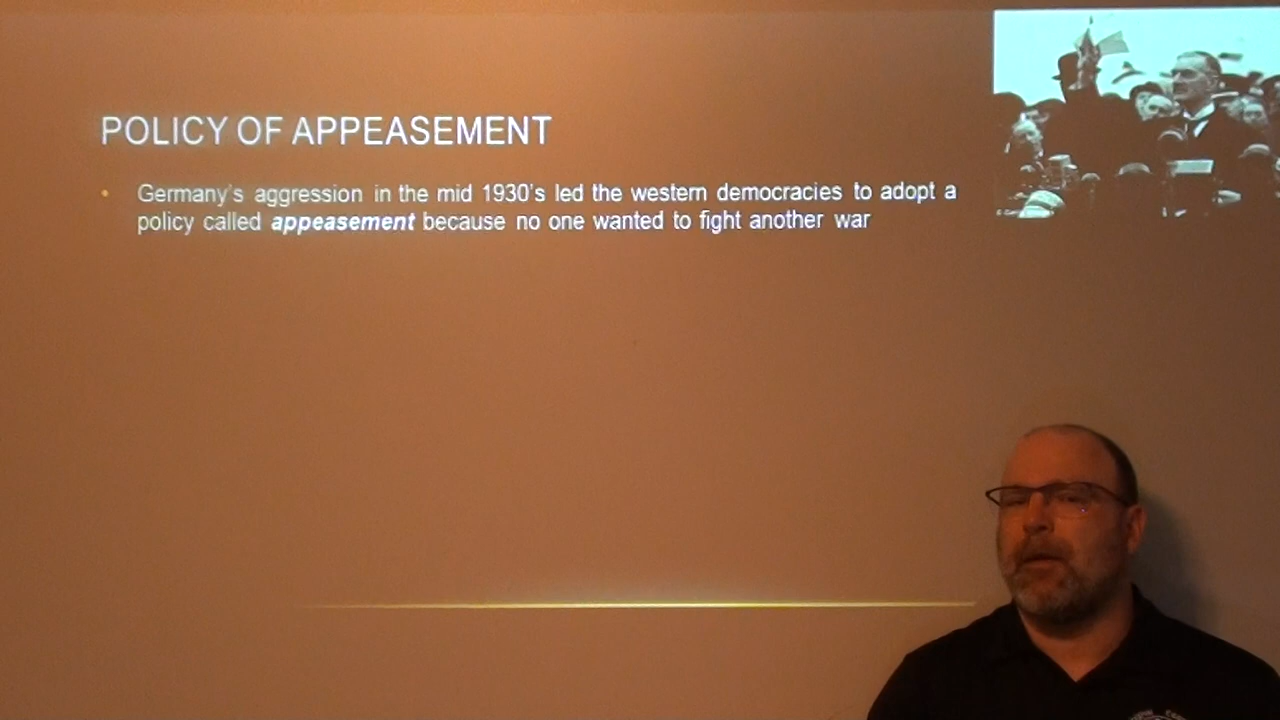 POLICY OF APPEASEMENT
• Germany's aggression in the mid 1930's led the western democracies to adopt a
policy called appeasement because no one wanted to fight another war